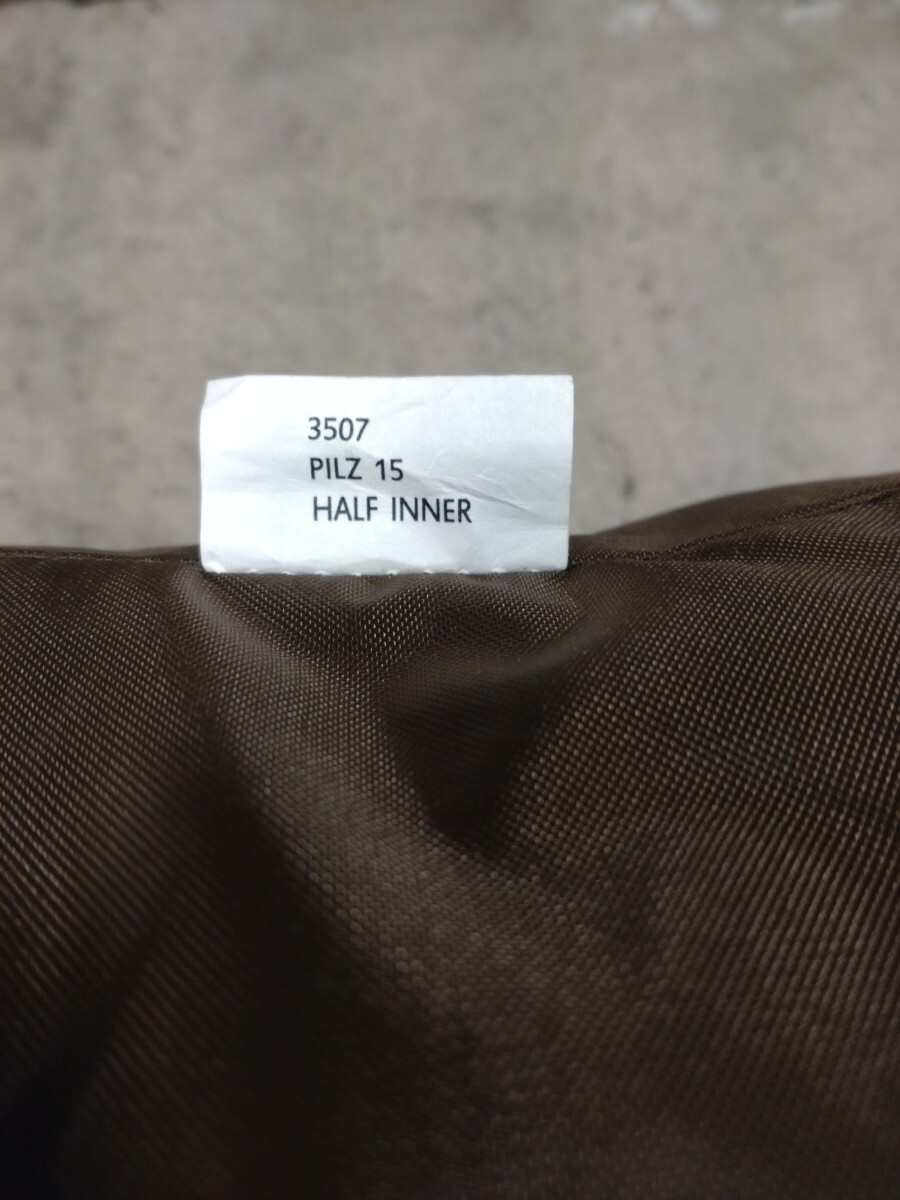 3507
PILZ 15
HALF INNER